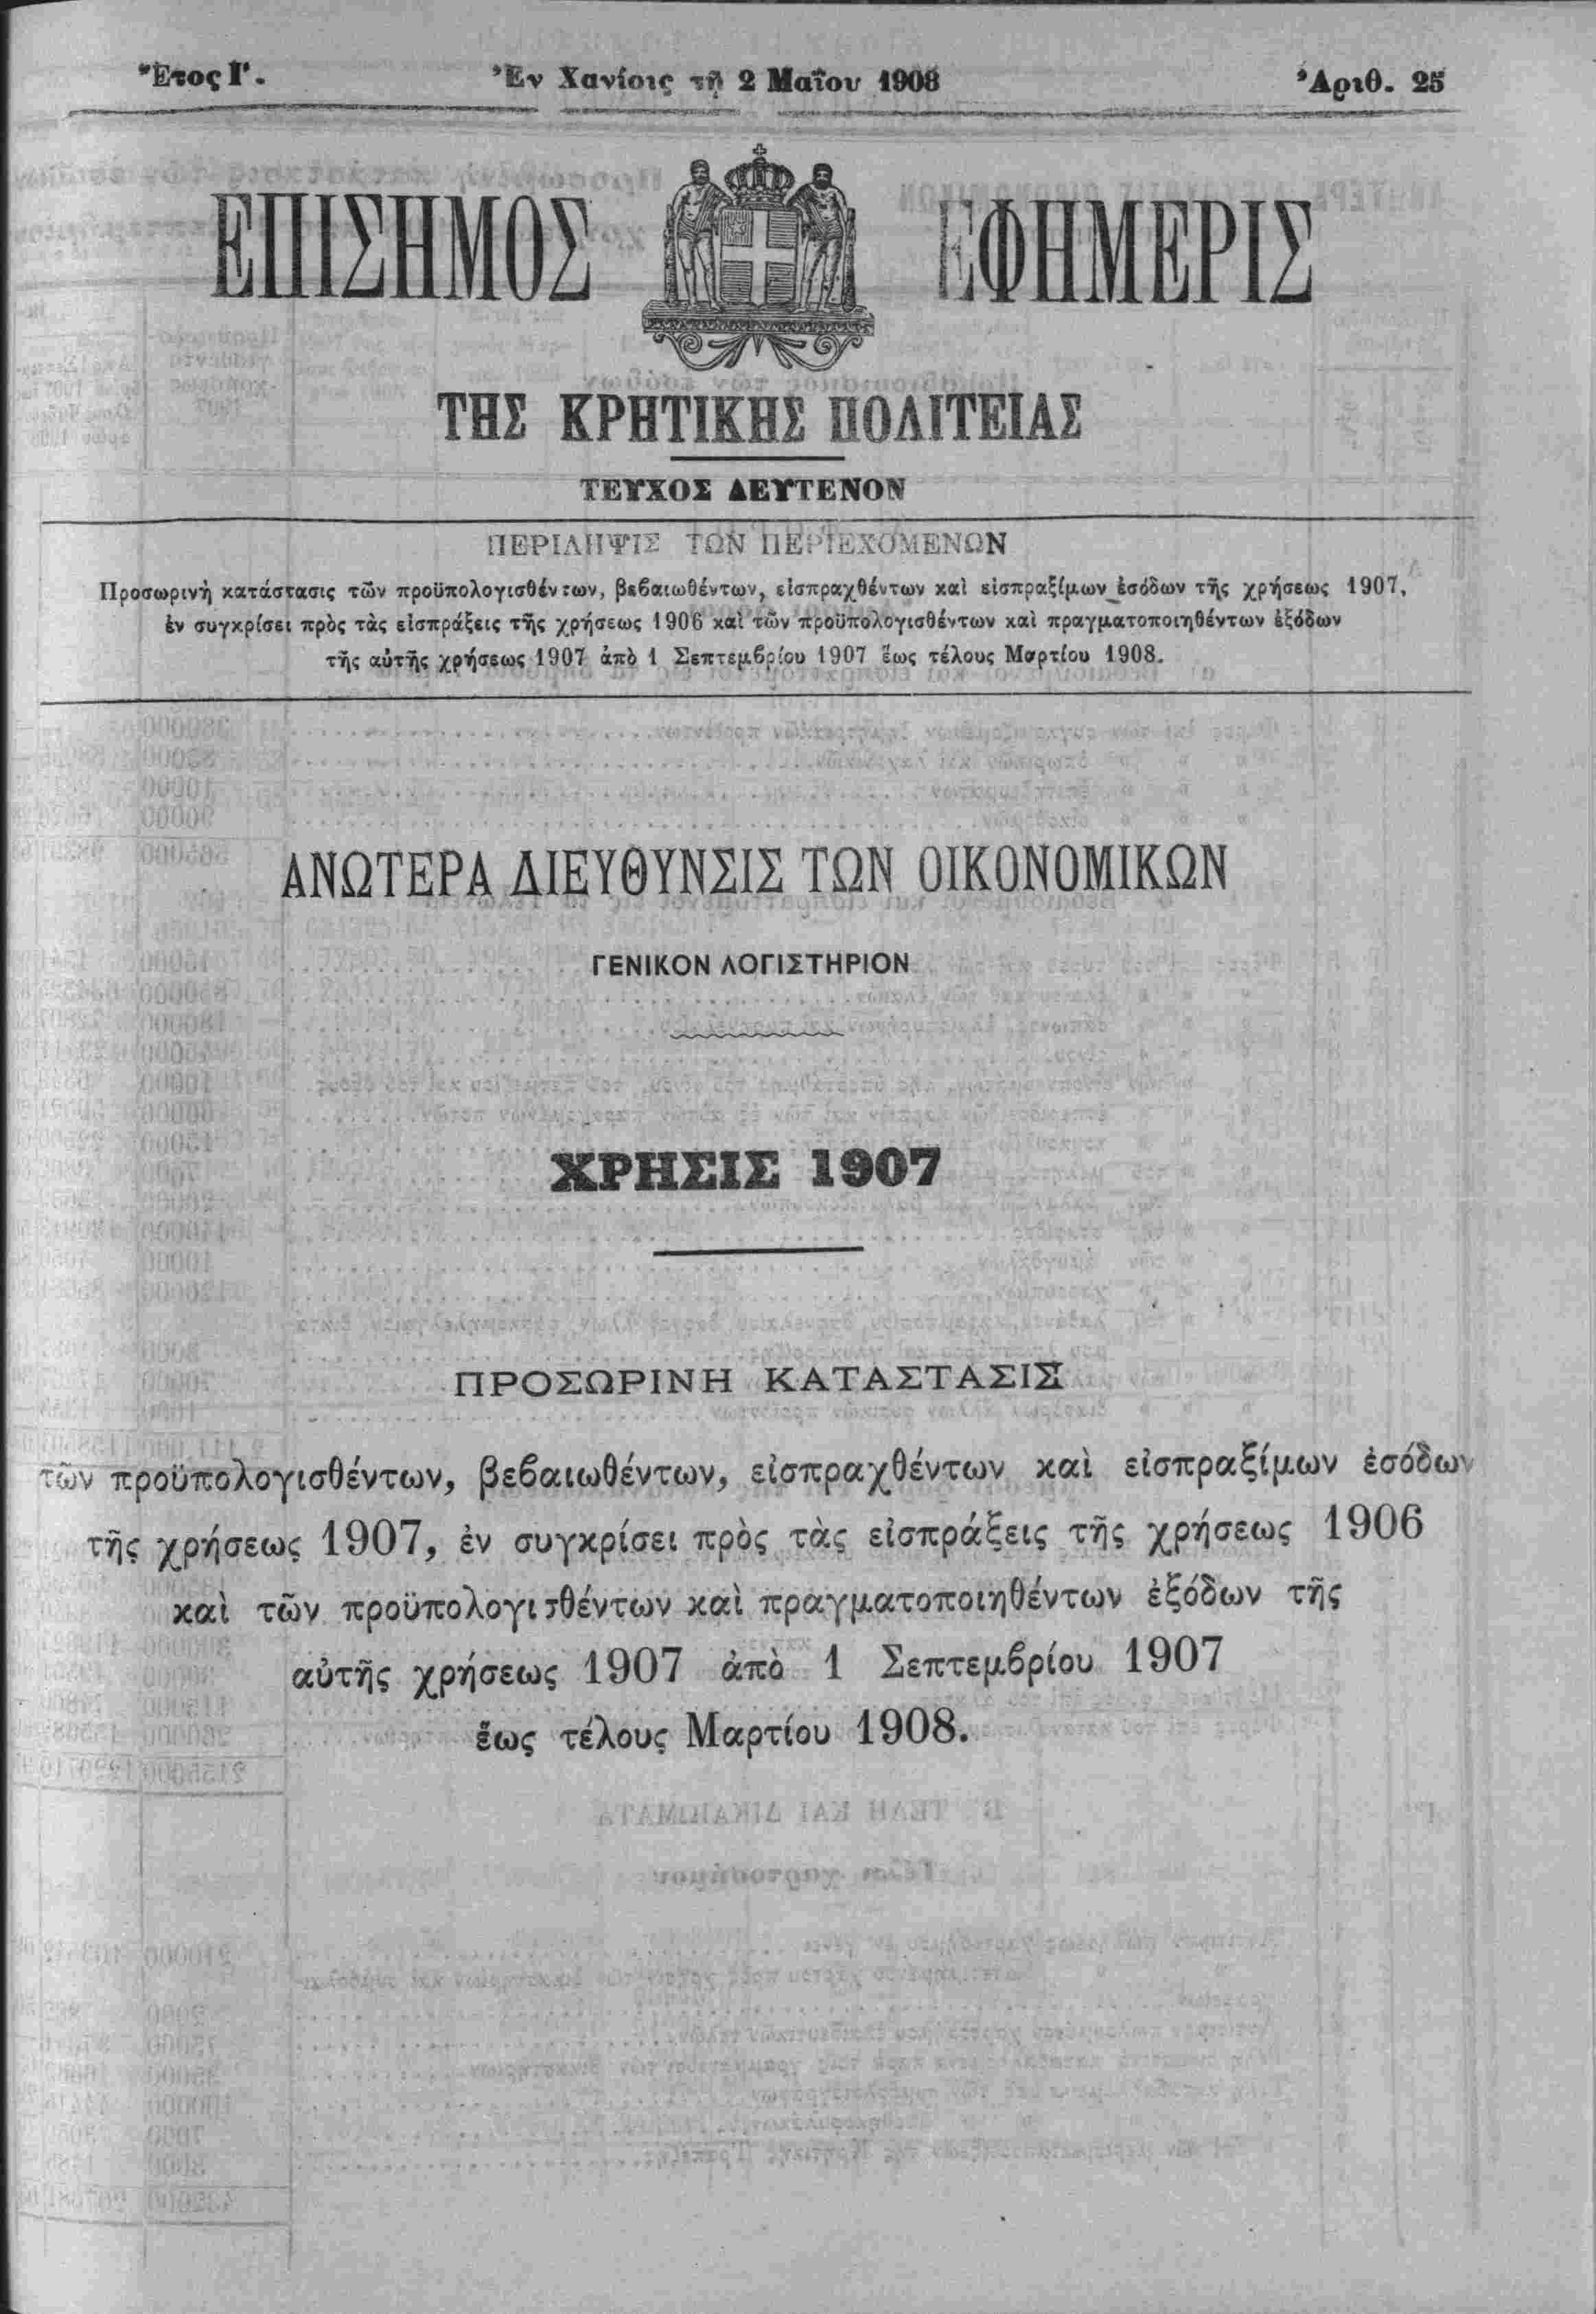 Ἔτος Γ'. Ἐν Χανίοις τῇ 2 Μαΐου 1908 Ἀριθ. 25
ΕΠΙΣΗΜΟΣ ΕΦΗΜΕΡΙΣ
ΤΗΣ ΚΡΗΤΙΚΗΣ ΠΟΛΙΤΕΙΑΣ
ΤΕΥΧΟΣ ΔΕΥΤΕΝΟΝ
ΠΕΡΙΛΗΨΙΣ ΤΩΝ ΠΕΡΙΕΧΟΜΕΝΩΝ
Προσωρινὴ κατάστασις τῶν προϋπολογισθέντων, βεβαιωθέντων, εἰσπραχθέντων καὶ εἰσπραξίμων ἐσόδων τῆς χρήσεως 1907,
ἐν συγκρίσει πρὸς τὰς εἰσπράξεις τῆς χρήσεως 1906 καὶ τῶν προϋπολογισθέντων καὶ πραγματοποιηθέντων ἐξόδων
τῆς αὐτῆς χρήσεως 1907 ἀπὸ 1 Σεπτεμβρίου 1907 ἕως τέλους Μαρτίου 1908.
ΑΝΩΤΕΡΑ ΔΙΕΥΘΥΝΣΙΣ ΤΩΝ ΟΙΚΟΝΟΜΙΚΩΝ
ΓΕΝΙΚΟΝ ΛΟΓΙΣΤΗΡΙΟΝ
ΧΡΗΣΙΣ 1907
ΠΡΟΣΩΡΙΝΗ ΚΑΤΑΣΤΑΣΙΣ
τῶν προϋπολογισθέντων, βεβαιωθέντων, εἰσπραχθέντων καὶ εἰσπραξίμων ἐσόδων
τῆς χρήσεως 1907, ἐν συγκρίσει πρὸς τὰς εἰσπράξεις τῆς χρήσεως 1906
καὶ τῶν προϋπολογισθέντων καὶ πραγματοποιηθέντων ἐξόδων τῆς
αὐτῆς χρήσεως 1907 ἀπὸ 1 Σεπτεμβρίου 1907
ἕως τέλους Μαρτίου 1908.